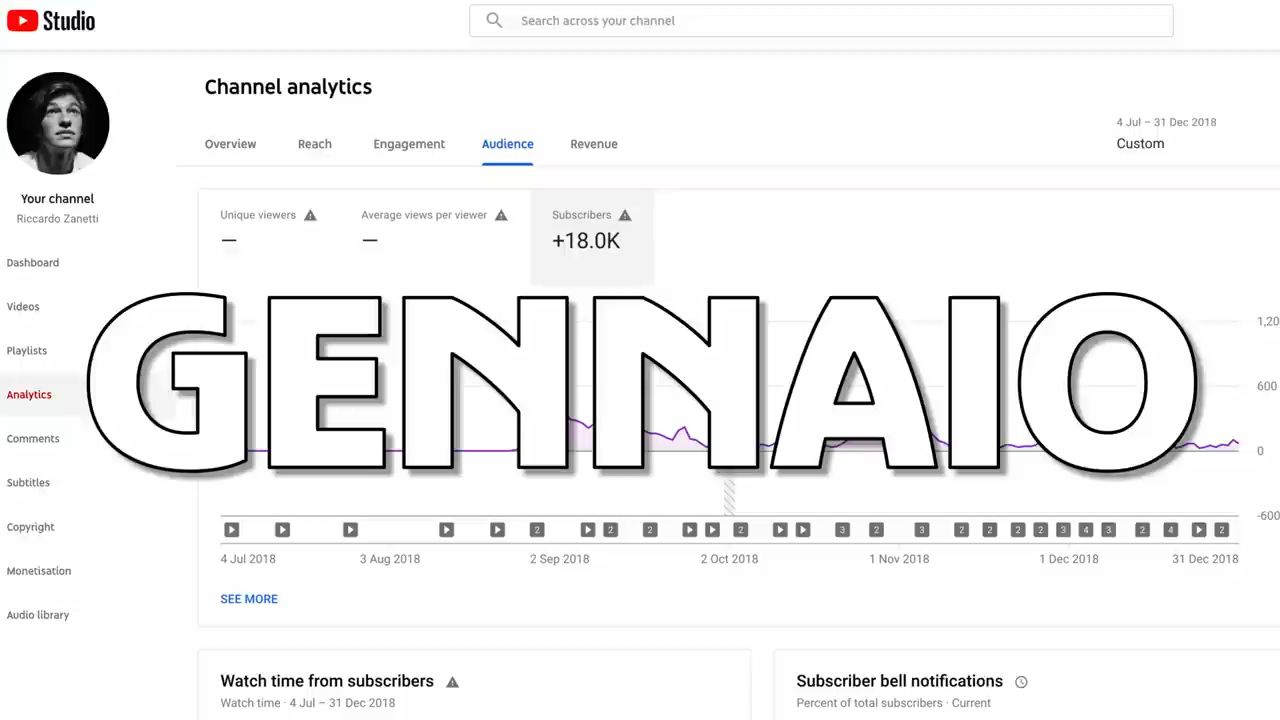 Studio
Search across your channel
Channel analytics
4 Jul – 31 Dec 2018
Custom
Overview
Reach
Engagement
Audience
Revenue
Your channel
Riccardo Zanetti
Unique viewers
—
Average views per viewer
—
Subscribers
+18.0K
Dashboard
Videos
Playlists
Analytics
Comments
Subtitles
Copyright
Monetisation
Audio library
GENNAIO
1,20
600
0
-600
2
2
2
2
3
2
3
2
2
2
2
3
4
3
2
4
2
4 Jul 2018
3 Aug 2018
2 Sep 2018
2 Oct 2018
1 Nov 2018
1 Dec 2018
31 Dec 2018
SEE MORE
Watch time from subscribers
Watch time · 4 Jul – 31 Dec 2018
Subscriber bell notifications
Percent of total subscribers · Current